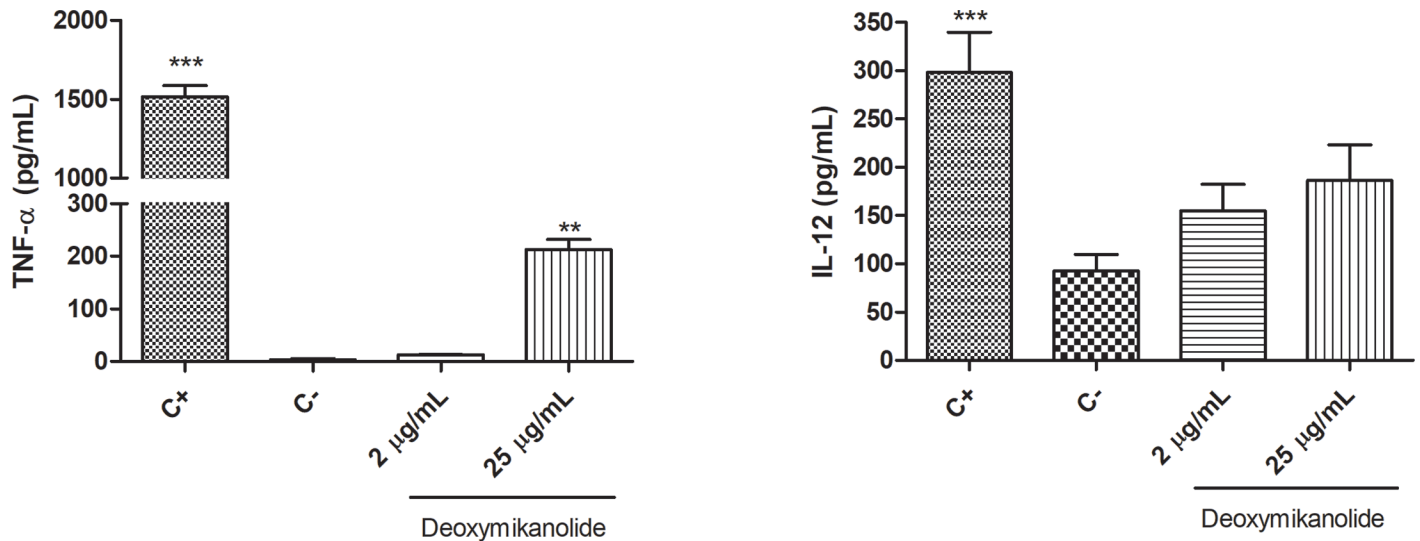 TNF-α (pg/mL)
2000
1500
1000
300
200
100
0
***
**
C+
C-
2 µg/mL
25 µg/mL
Deoxymikanolide
IL-12 (pg/mL)
350
300
250
200
150
100
50
0
***
C+
C-
2 µg/mL
25 µg/mL
Deoxymikanolide